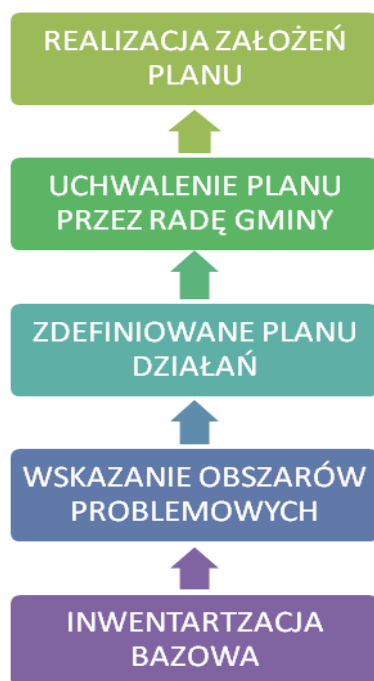 REALIZACJA ZAŁOŻEŃ
PLANU
UCHWALENIE PLANU
PRZEZ RADĘ GMINY
ZDEFINIOWANE PLANU
DZIAŁAŃ
WSKAZANIE OBSZARÓW
PROBLEMOWYCH
INWENTARTZACJA
BAZOWA